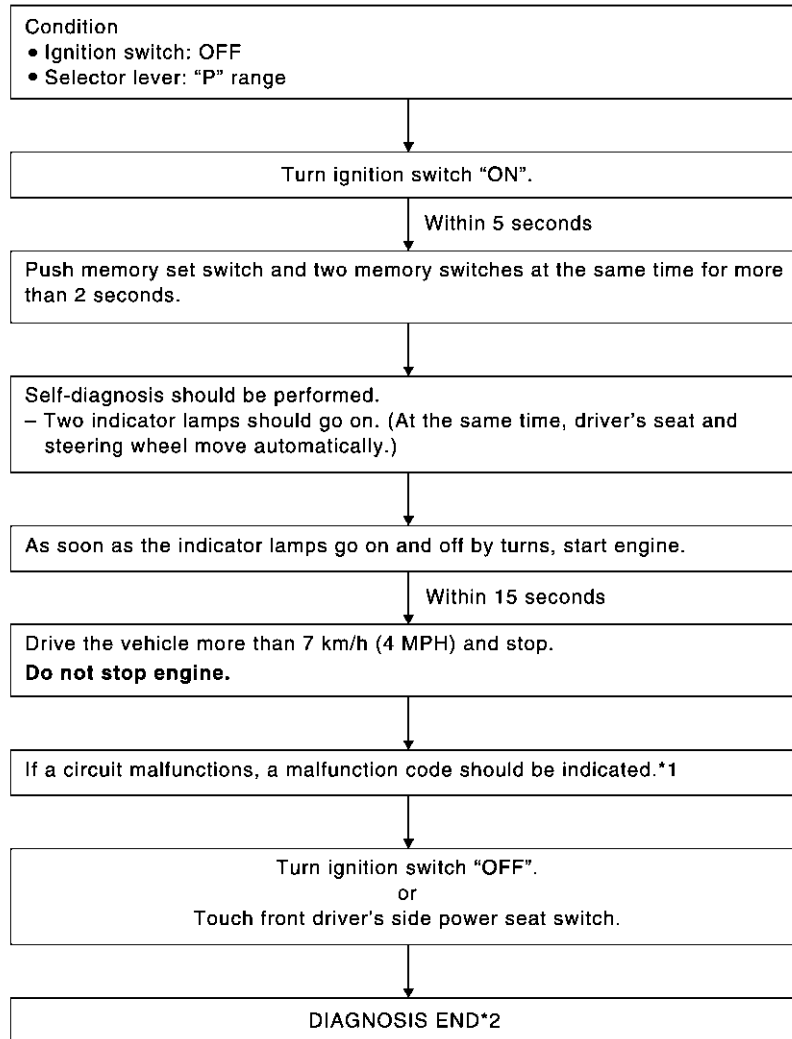 Condition
• Ignition switch: OFF
• Selector lever: “P” range
Turn ignition switch “ON”.
Within 5 seconds
Push memory set switch and two memory switches at the same time for more
than 2 seconds.
Self-diagnosis should be performed.
– Two indicator lamps should go on. (At the same time, driver’s seat and
steering wheel move automatically.)
As soon as the indicator lamps go on and off by turns, start engine.
Within 15 seconds
Drive the vehicle more than 7 km/h (4 MPH) and stop.
Do not stop engine.
If a circuit malfunctions, a malfunction code should be indicated.*1
Turn ignition switch “OFF”.
or
Touch front driver’s side power seat switch.
DIAGNOSIS END*2